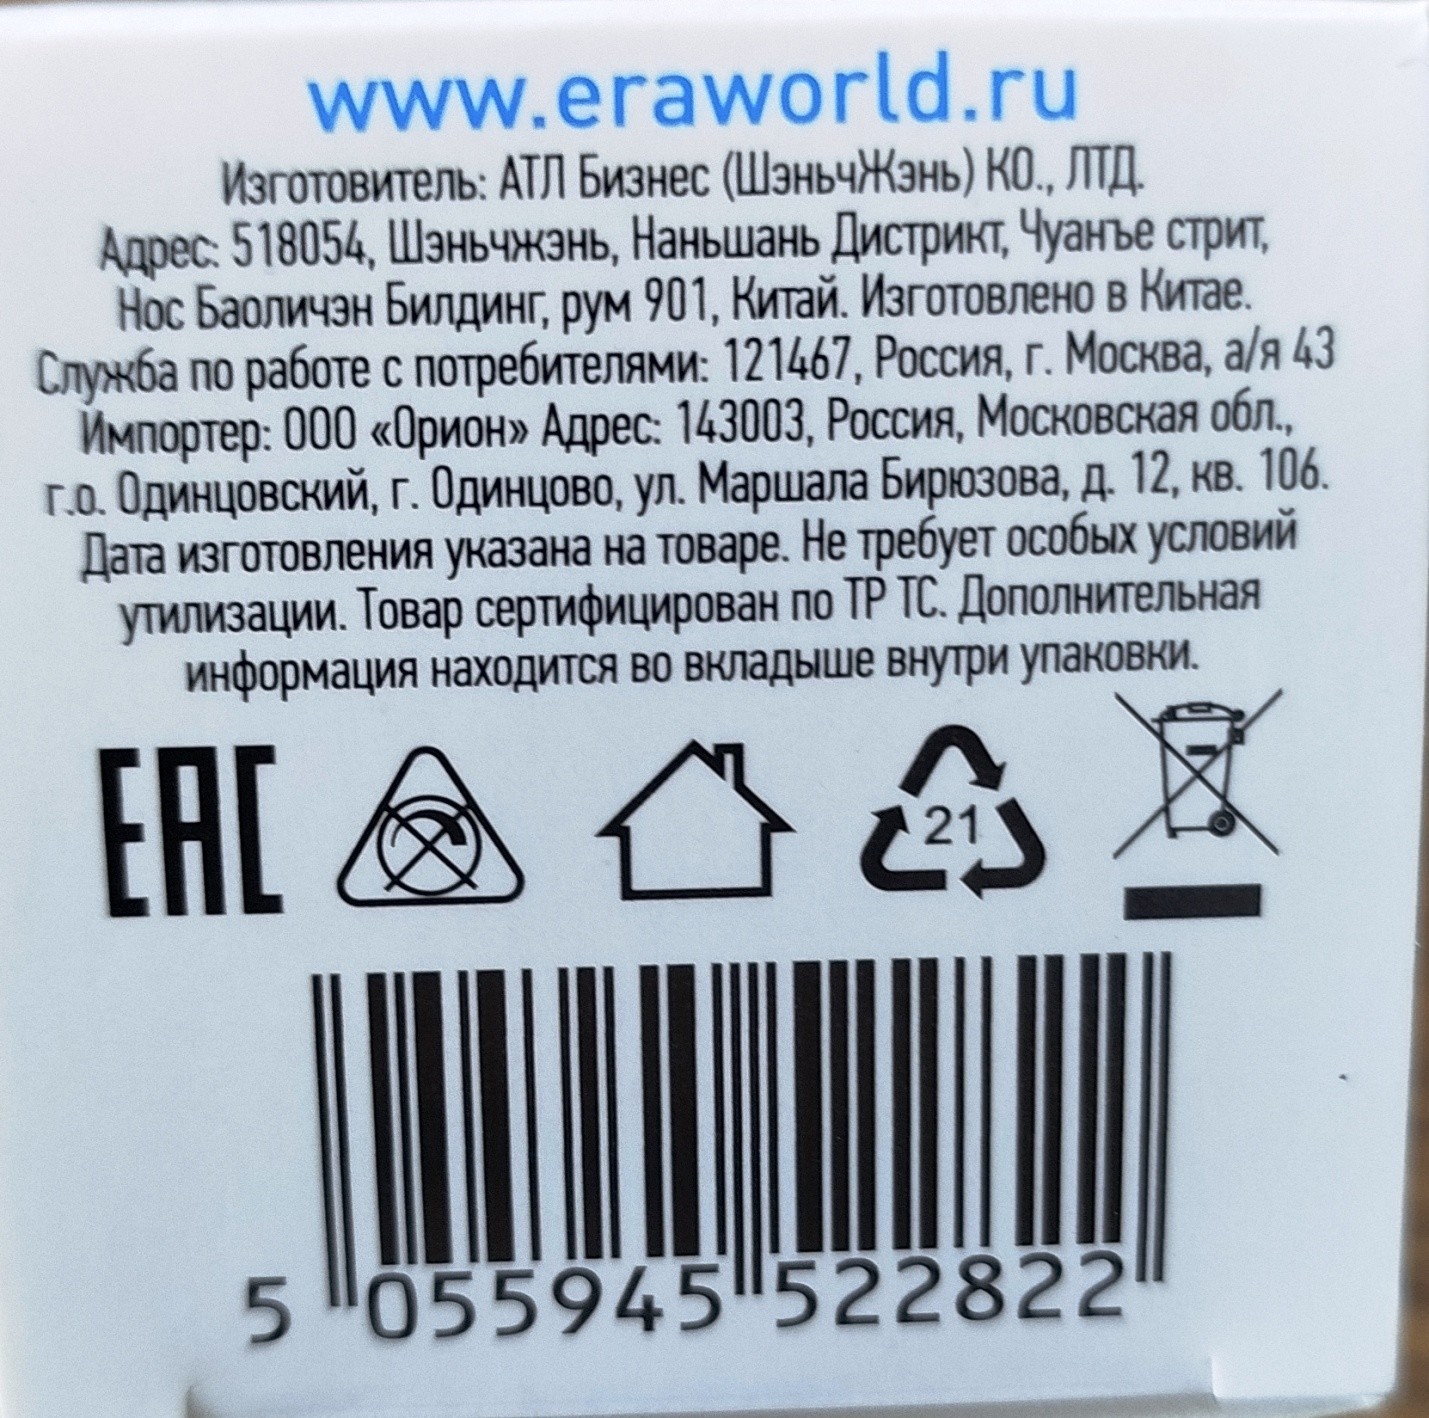 www.eraworld.ru
Изготовитель: АТЛ Бизнес (ШэньчЖэнь) КО., ЛТД.
Адрес: 518054, Шэньчжэнь, Наньшань Дистрикт, Чуанъе стрит,
Нос Баоличэн Билдинг, рум 901, Китай. Изготовлено в Китае.
Служба по работе с потребителями: 121467, Россия, г. Москва, а/я 43
Импортер: ООО «Орион» Адрес: 143003, Россия, Московская обл.,
г.о. Одинцовский, г. Одинцово, ул. Маршала Бирюзова, д. 12, кв. 106.
Дата изготовления указана на товаре. Не требует особых условий
утилизации. Товар сертифицирован по ТР ТС. Дополнительная
информация находится во вкладыше внутри упаковки.
EAC
21
5 055945 522822